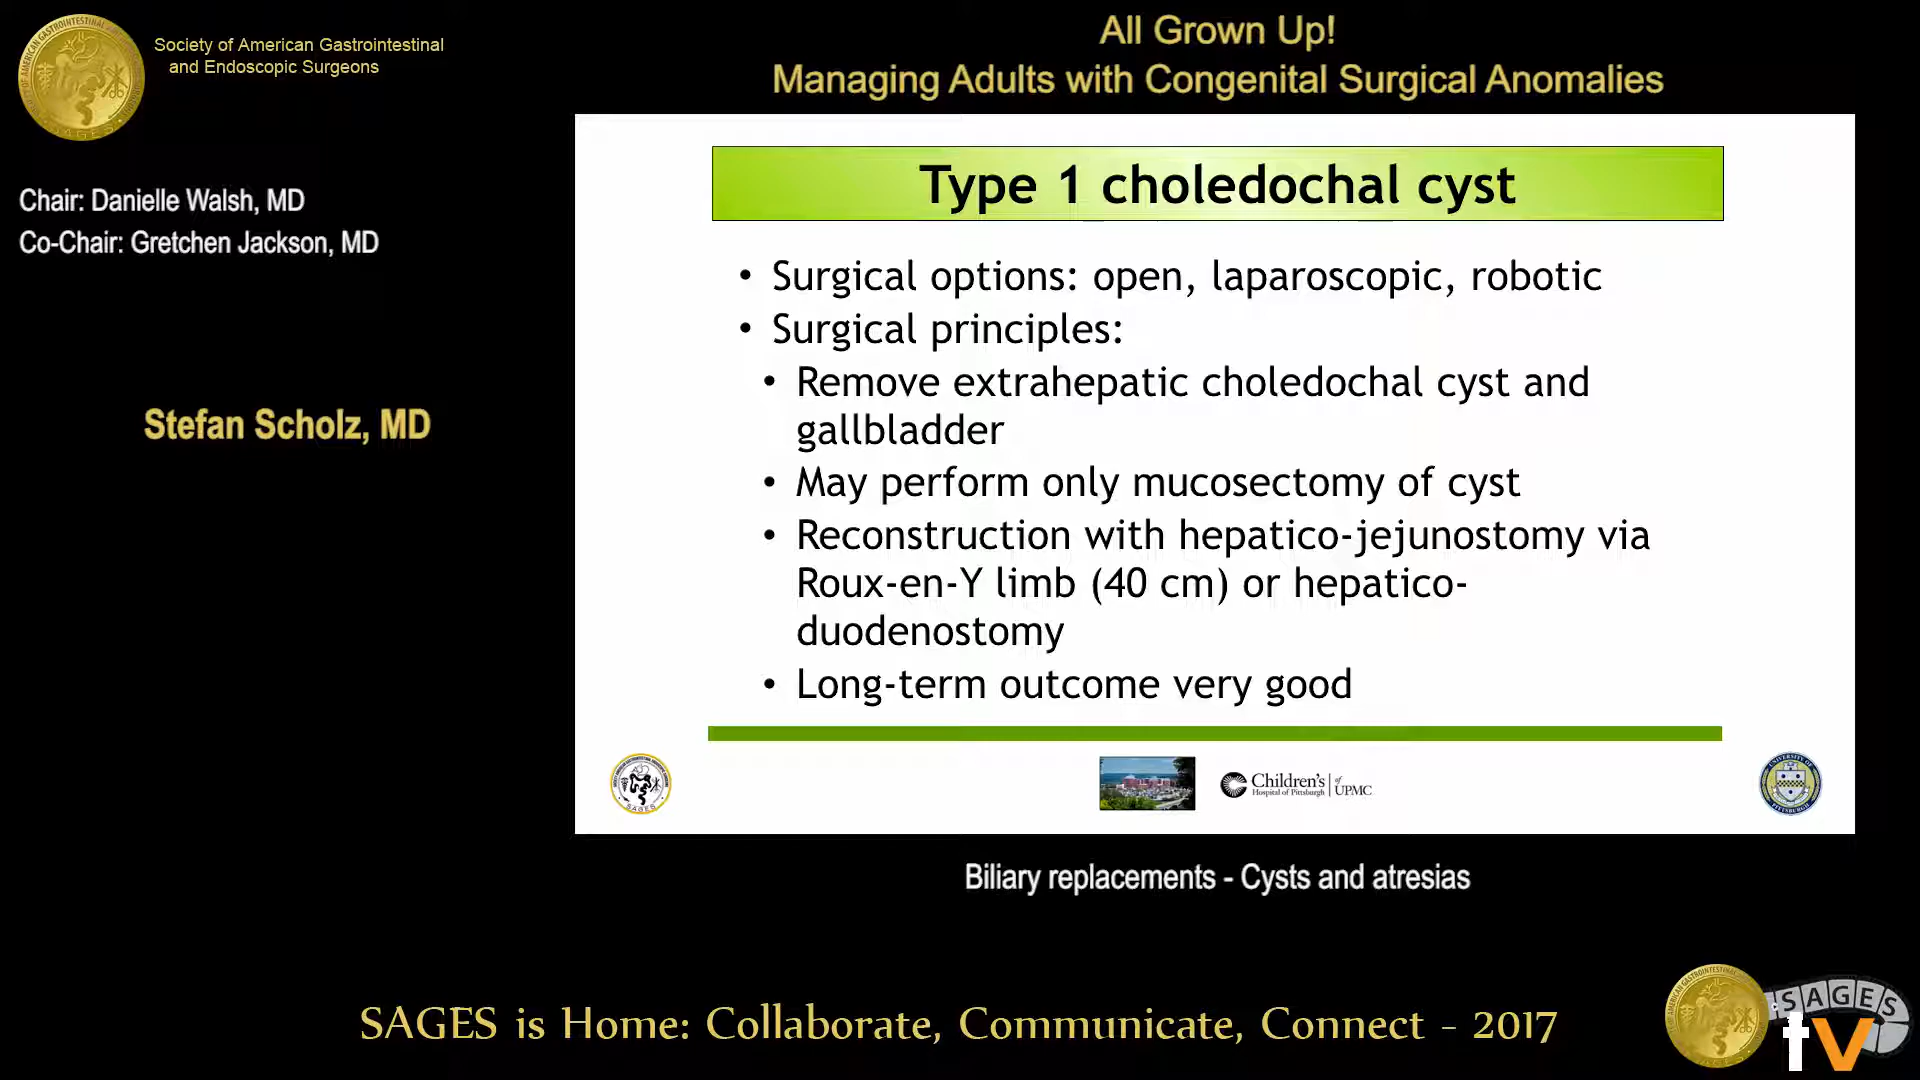 Society of American Gastrointestinal
and Endoscopic Surgeons
All Grown Up!
Managing Adults with Congenital Surgical Anomalies
Chair: Danielle Walsh, MD
Co-Chair: Gretchen Jackson, MD
Stefan Scholz, MD
Type 1 choledochal cyst
• Surgical options: open, laparoscopic, robotic
• Surgical principles:
• Remove extrahepatic choledochal cyst and
gallbladder
• May perform only mucosectomy of cyst
• Reconstruction with hepatico-jejunostomy via
Roux-en-Y limb (40 cm) or hepatico-
duodenostomy
• Long-term outcome very good
Children's
Hospital of Pittsburgh
of
UPMC
Biliary replacements - Cysts and atresias
SAGES is Home: Collaborate, Communicate, Connect - 2017
SAGES
tv